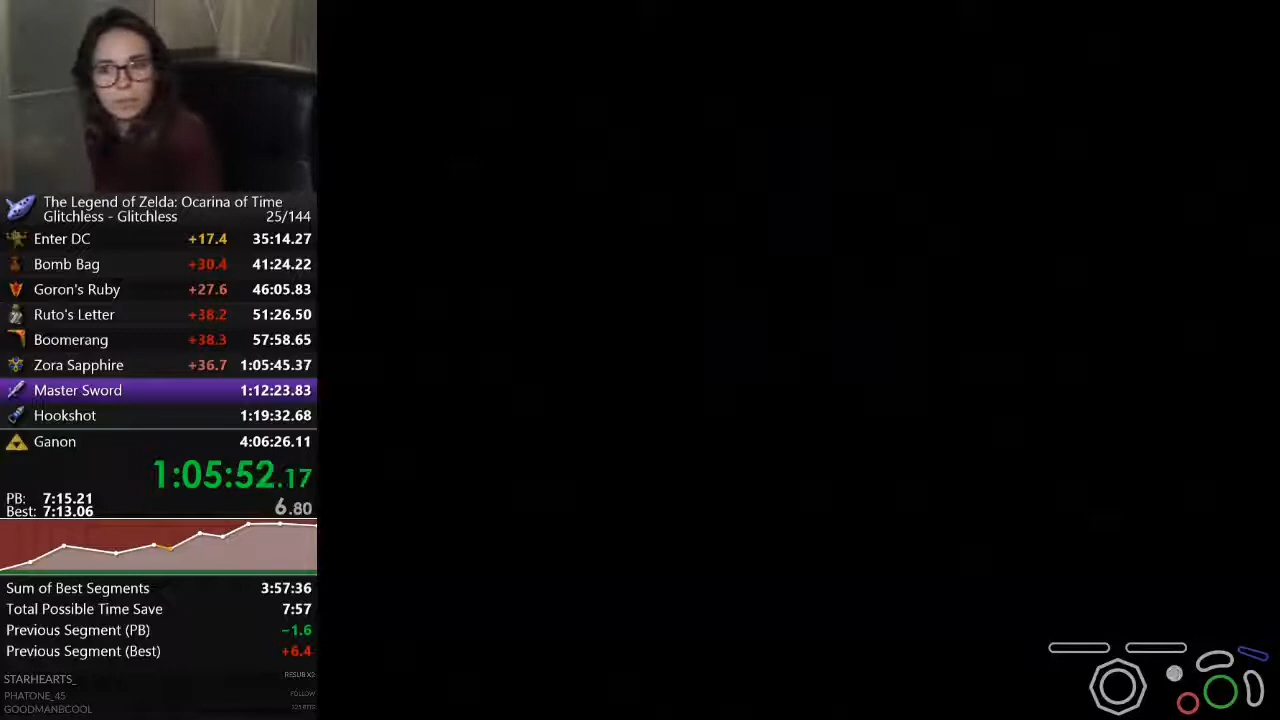 The Legend of Zelda: Ocarina of Time
Glitchless - Glitchless 25/144
Enter DC +17.4 35:14.27
Bomb Bag +30.4 41:24.22
Goron's Ruby +27.6 46:05.83
Ruto's Letter +38.2 51:26.50
Boomerang +38.3 57:58.65
Zora Sapphire +36.7 1:05:45.37
Master Sword 1:12:23.83
Hookshot 1:19:32.68
Ganon 4:06:26.11
1:05:52.17
PB: 7:15.21
Best: 7:13.06 6.80
Sum of Best Segments 3:57:36
Total Possible Time Save 7:57
Previous Segment (PB) −1.6
Previous Segment (Best) +6.4
STARHEARTS_ RESUB X2
PHATONE_45 FOLLOW
GOODMANBCOOL